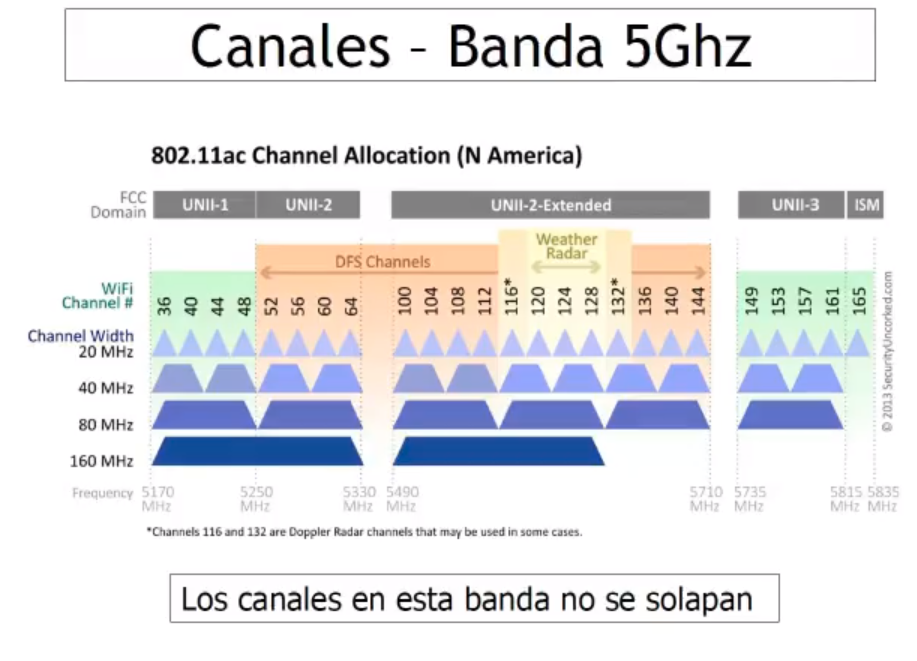 Canales - Banda 5Ghz
802.11ac Channel Allocation (N America)
FCC
Domain
UNII-1 UNII-2 UNII-2-Extended UNII-3 ISM
Weather
Radar
DFS Channels
WiFi
Channel #
36 40 44 48 52 56 60 64 100 104 108 112 116* 120 124 128 132* 136 140 144 149 153 157 161 165
Channel Width
20 MHz
40 MHz
80 MHz
160 MHz
Frequency 5170 5250 5330 5490 5710 5735 5815 5835
MHz MHz MHz MHz MHz MHz MHz MHz
© 2013 SecurityUncorked.com
*Channels 116 and 132 are Doppler Radar channels that may be used in some cases.
Los canales en esta banda no se solapan